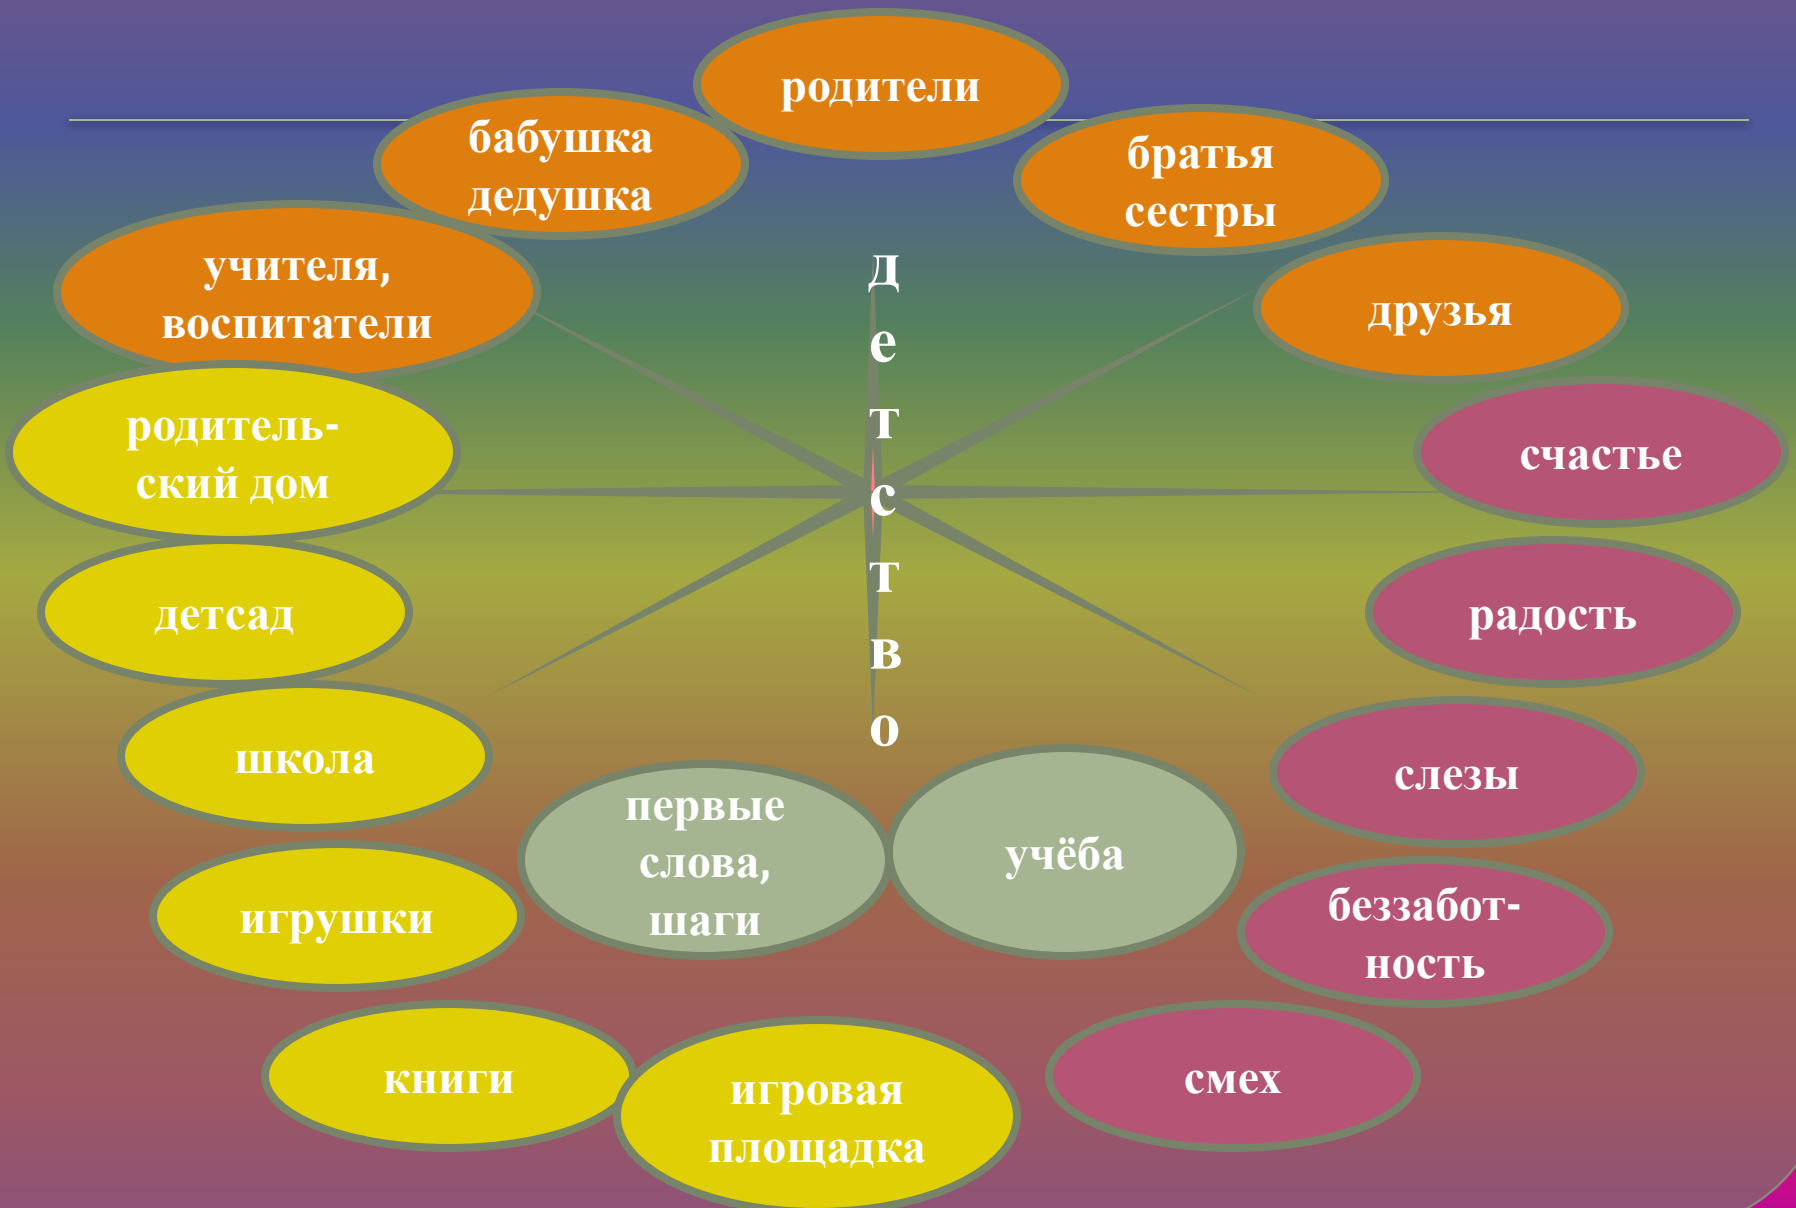 родители
бабушка
дедушка
братья
сестры
учителя,
воспитатели
друзья
детство
родитель-
ский дом
счастье
детсад
радость
школа
слезы
первые
слова,
шаги
учёба
игрушки
беззабот-
ность
книги
игровая
площадка
смех